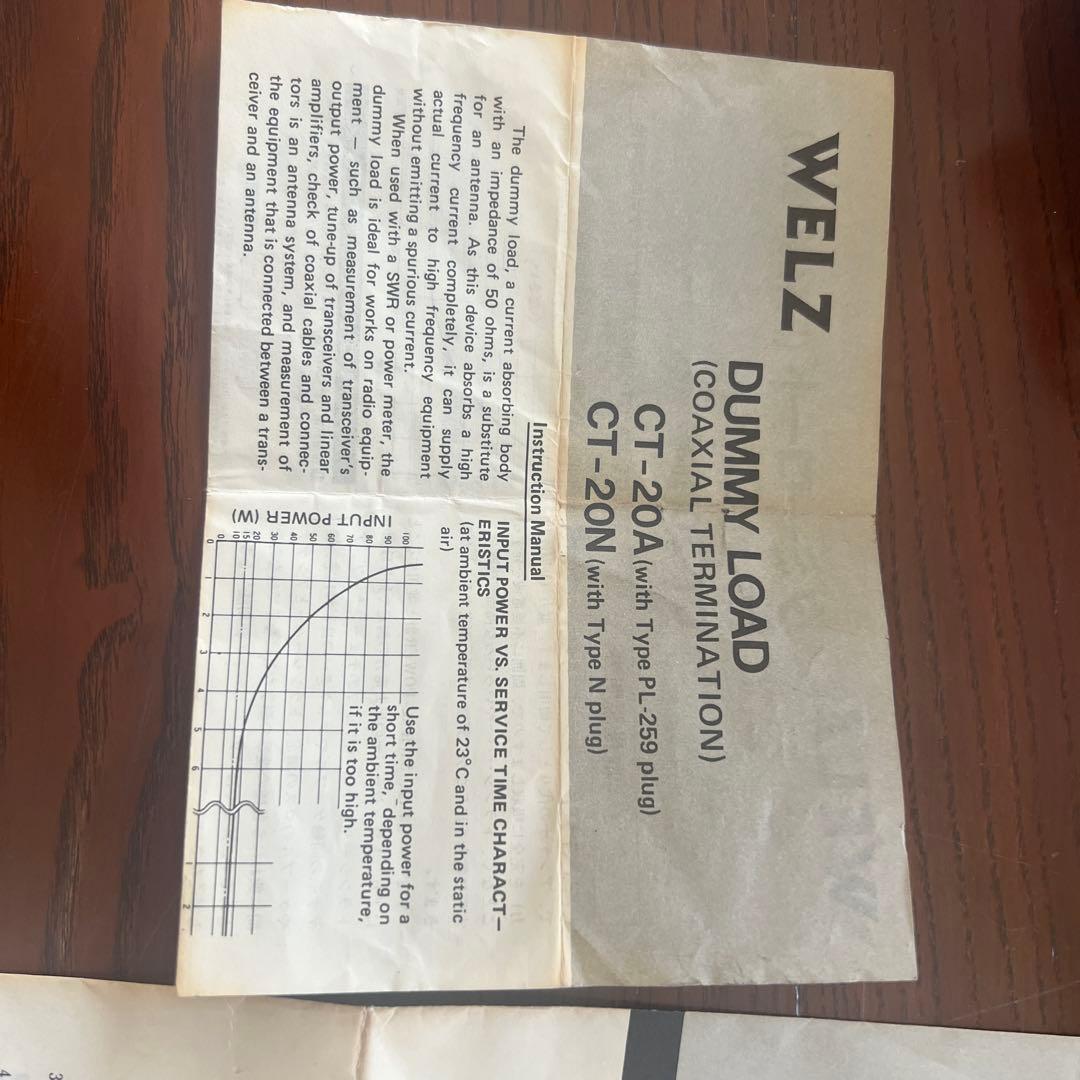 WELZ
DUMMY LOAD
(COAXIAL TERMINATION)
CT-20A (with Type PL-259 plug)
CT-20N (with Type N plug)
Instruction Manual
The dummy load, a current absorbing body
with an impedance of 50 ohms, is a substitute
for an antenna. As this device absorbs a high
frequency current completely, it can supply
actual current to high frequency equipment
without emitting a spurious current.
When used with a SWR or power meter, the
dummy load is ideal for works on radio equip-
ment – such as measurement of transceiver's
output power, tune-up of transceivers and linear
amplifiers, check of coaxial cables and connec-
tors is an antenna system, and measurement of
the equipment that is connected between a trans-
ceiver and an antenna.
INPUT POWER VS. SERVICE TIME CHARACT–
ERISTICS
(at ambient temperature of 23°C and in the static
air)
INPUT POWER (W)
100
90
80
70
60
50
40
30
20
15
10
0
Use the input power for a
short time, depending on
the ambient temperature,
if it is too high.
0 1 2 3 4 5 6 1 2
3
4